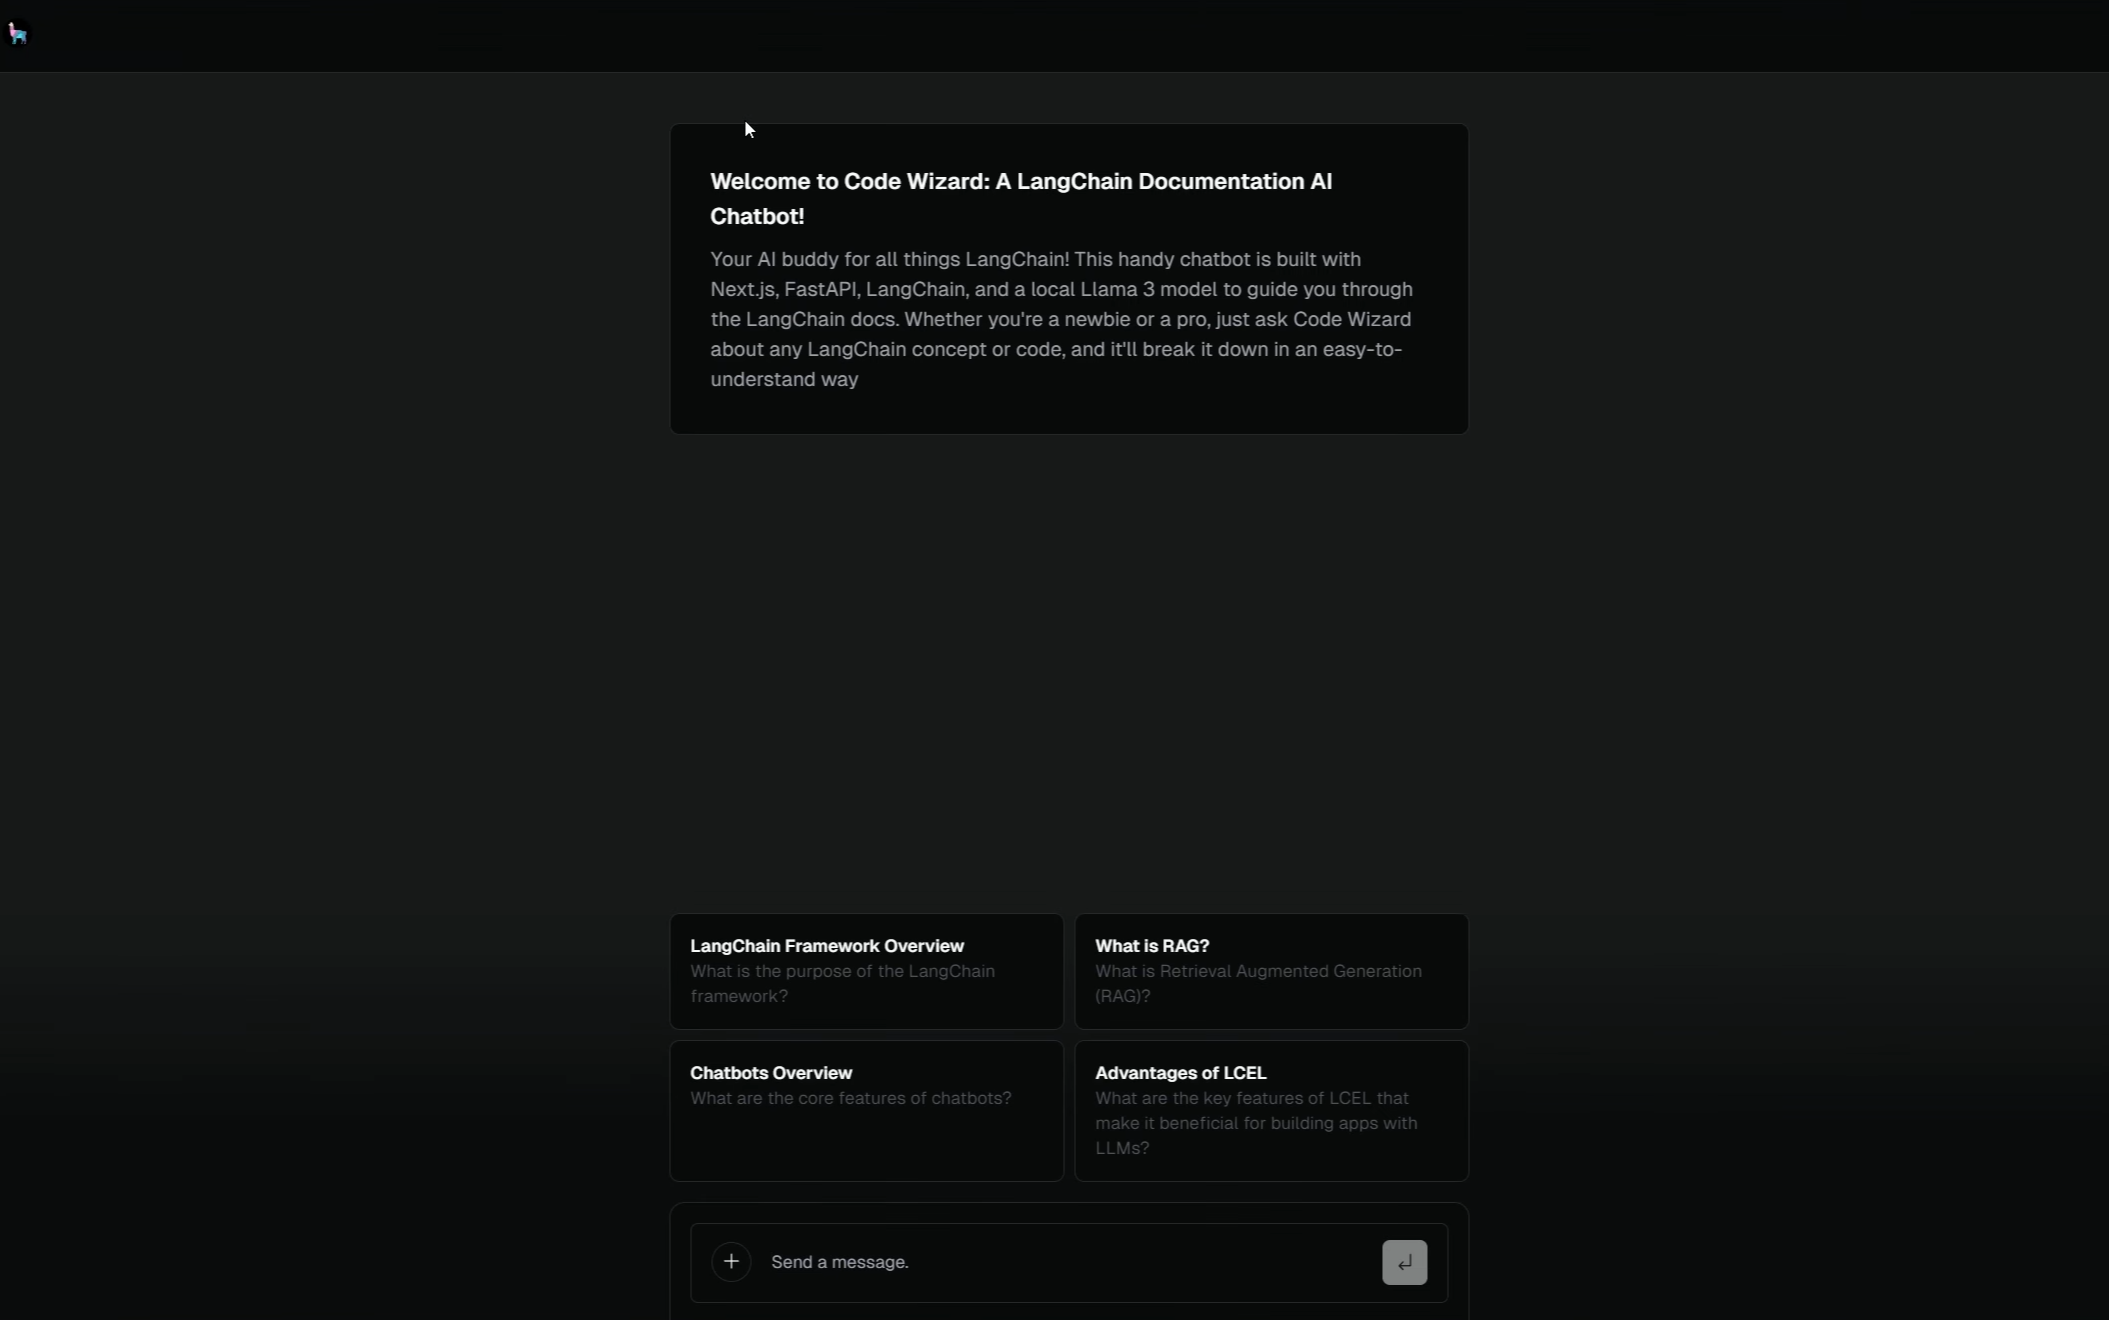 Welcome to Code Wizard: A LangChain Documentation AI
Chatbot!
Your AI buddy for all things LangChain! This handy chatbot is built with
Next.js, FastAPI, LangChain, and a local Llama 3 model to guide you through
the LangChain docs. Whether you're a newbie or a pro, just ask Code Wizard
about any LangChain concept or code, and it'll break it down in an easy-to-
understand way
LangChain Framework Overview
What is the purpose of the LangChain
framework?
What is RAG?
What is Retrieval Augmented Generation
(RAG)?
Chatbots Overview
What are the core features of chatbots?
Advantages of LCEL
What are the key features of LCEL that
make it beneficial for building apps with
LLMs?
Send a message.